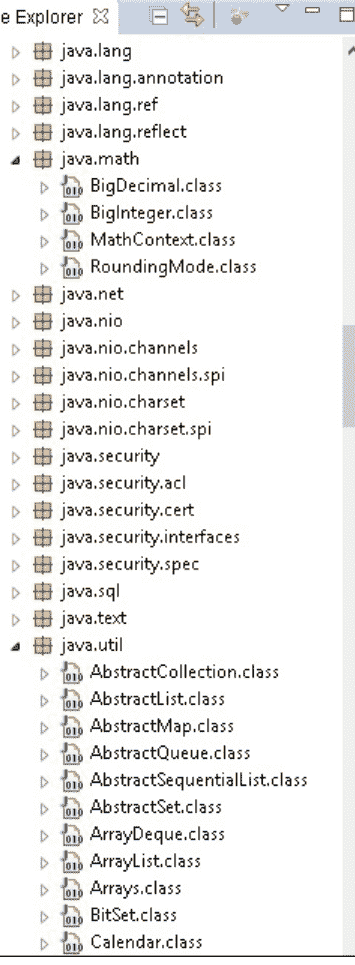 e Explorer
java.lang
java.lang.annotation
java.lang.ref
java.lang.reflect
java.math
BigDecimal.class
BigInteger.class
MathContext.class
RoundingMode.class
java.net
java.nio
java.nio.channels
java.nio.channels.spi
java.nio.charset
java.nio.charset.spi
java.security
java.security.acl
java.security.cert
java.security.interfaces
java.security.spec
java.sql
java.text
java.util
AbstractCollection.class
AbstractList.class
AbstractMap.class
AbstractQueue.class
AbstractSequentialList.class
AbstractSet.class
ArrayDeque.class
ArrayList.class
Arrays.class
BitSet.class
Calendar.class